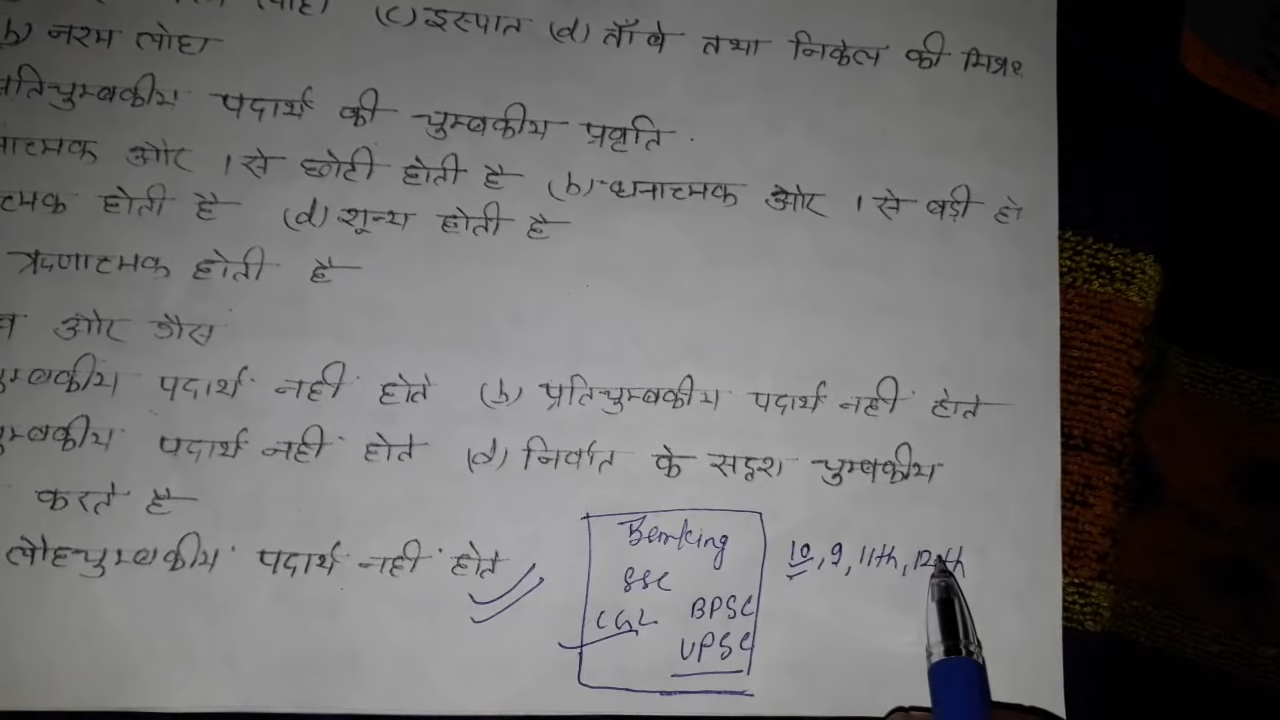 (c) इस्पात (d) ताँबे तथा निकेल की मिश्र
(b) नरम लोहा
प्रतिचुम्बकीय पदार्थ की चुम्बकीय प्रवृति .
नात्मक और 1 से छोटी होती है (b) धनात्मक और 1 से बड़ी हो
त्मक होती है (d) शून्य होती है
ऋणात्मक होती है
व और गैस
चुम्बकीय पदार्थ नहीं होते (b) प्रतिचुम्बकीय पदार्थ नहीं होते
चुम्बकीय पदार्थ नहीं होते (d) निर्वात के सदृश चुम्बकीय
करते है
लौहचुम्बकीय पदार्थ नहीं होते
Banking
SSC
CGL BPSC
UPSC
10, 9, 11th, 12th